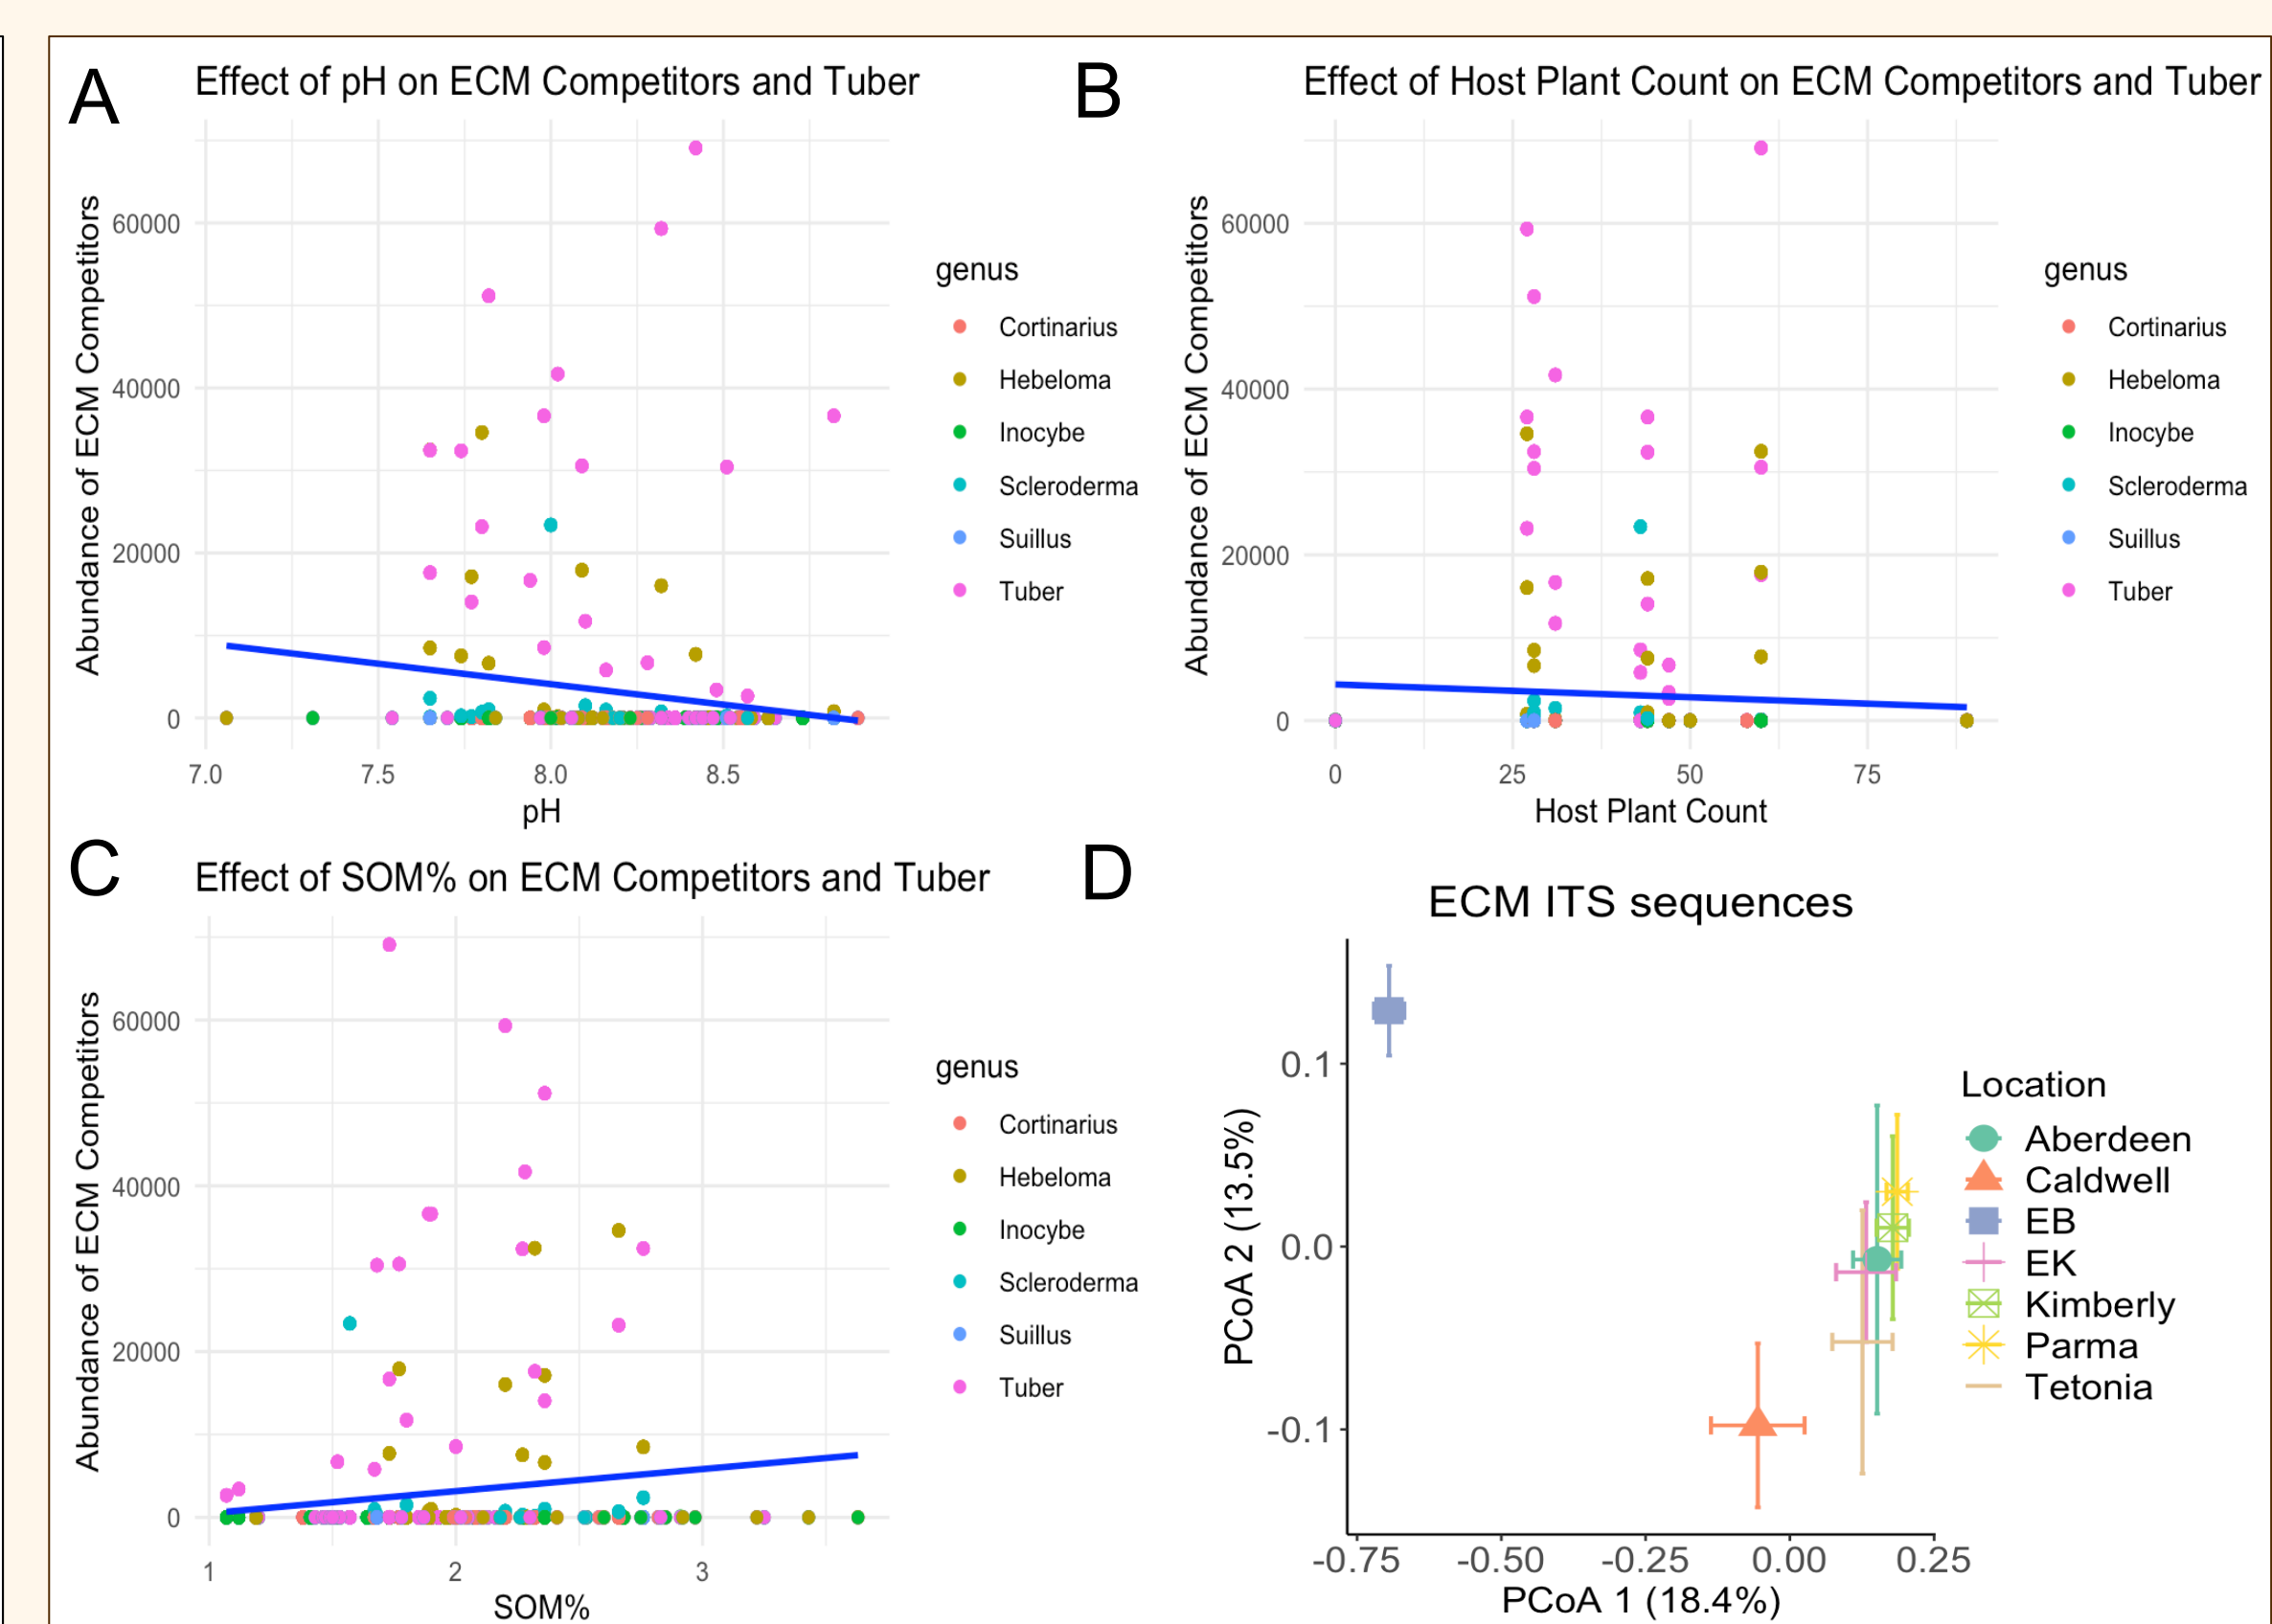 A
Effect of pH on ECM Competitors and Tuber
Abundance of ECM Competitors
60000
40000
20000
0
7.0 7.5 8.0 8.5
pH
genus
Cortinarius
Hebeloma
Inocybe
Scleroderma
Suillus
Tuber
B
Effect of Host Plant Count on ECM Competitors and Tuber
Abundance of ECM Competitors
60000
40000
20000
0
0 25 50 75
Host Plant Count
genus
Cortinarius
Hebeloma
Inocybe
Scleroderma
Suillus
Tuber
C
Effect of SOM% on ECM Competitors and Tuber
Abundance of ECM Competitors
60000
40000
20000
0
1 2 3
SOM%
genus
Cortinarius
Hebeloma
Inocybe
Scleroderma
Suillus
Tuber
D
ECM ITS sequences
PCoA 2 (13.5%)
0.1
0.0
-0.1
-0.75 -0.50 -0.25 0.00 0.25
PCoA 1 (18.4%)
Location
Aberdeen
Caldwell
EB
EK
Kimberly
Parma
Tetonia